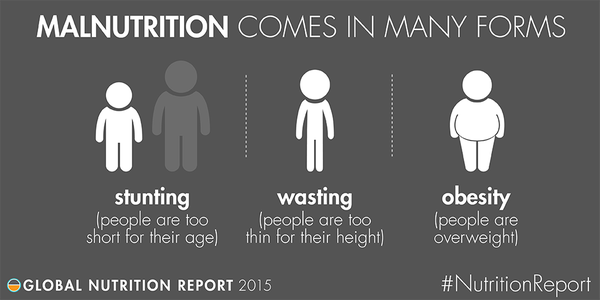 MALNUTRITION COMES IN MANY FORMS
stunting
(people are too
short for their age)
wasting
(people are too
thin for their height)
obesity
(people are
overweight)
GLOBAL NUTRITION REPORT 2015
#NutritionReport